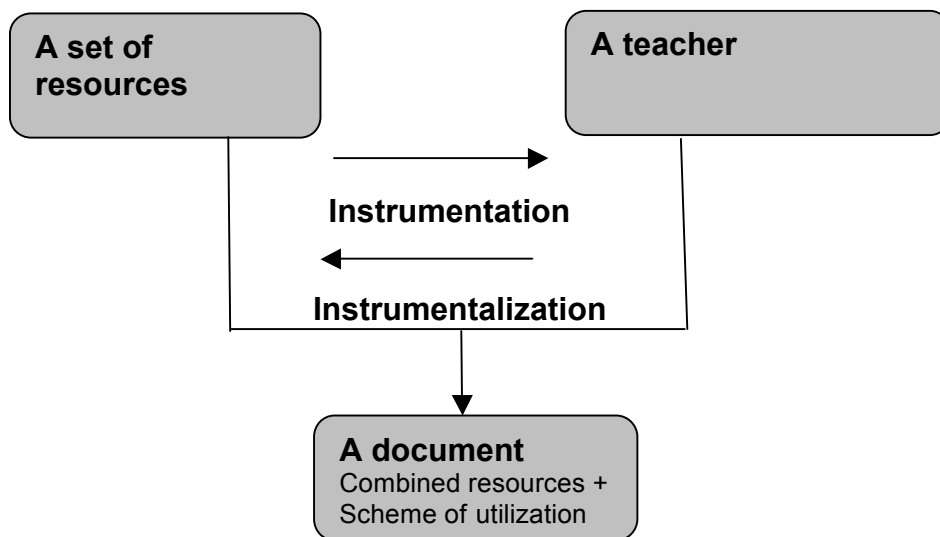 A set of
resources
A teacher
Instrumentation
Instrumentalization
A document
Combined resources +
Scheme of utilization